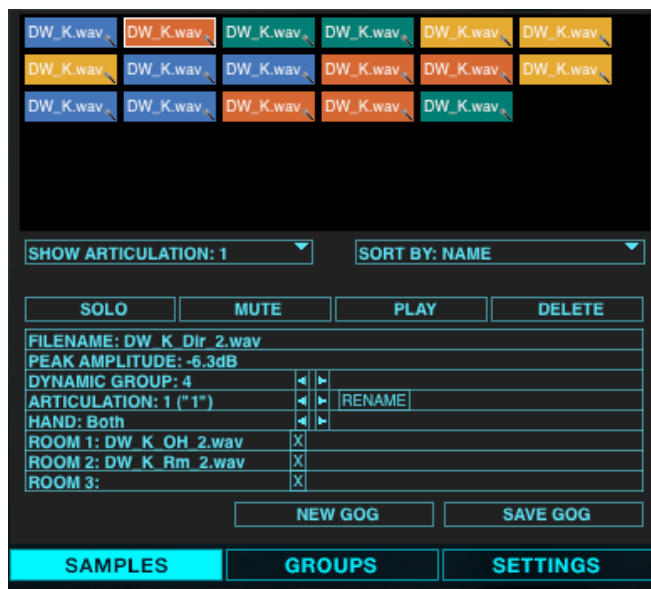 DW_K.wav DW_K.wav DW_K.wav DW_K.wav DW_K.wav DW_K.wav
DW_K.wav DW_K.wav DW_K.wav DW_K.wav DW_K.wav DW_K.wav
DW_K.wav DW_K.wav DW_K.wav DW_K.wav DW_K.wav
SHOW ARTICULATION: 1 SORT BY: NAME
SOLO MUTE PLAY DELETE
FILENAME: DW_K_Dir_2.wav
PEAK AMPLITUDE: -6.3dB
DYNAMIC GROUP: 4
ARTICULATION: 1 ("1") RENAME
HAND: Both
ROOM 1: DW_K_OH_2.wav X
ROOM 2: DW_K_Rm_2.wav X
ROOM 3: X
NEW GOG SAVE GOG
SAMPLES GROUPS SETTINGS